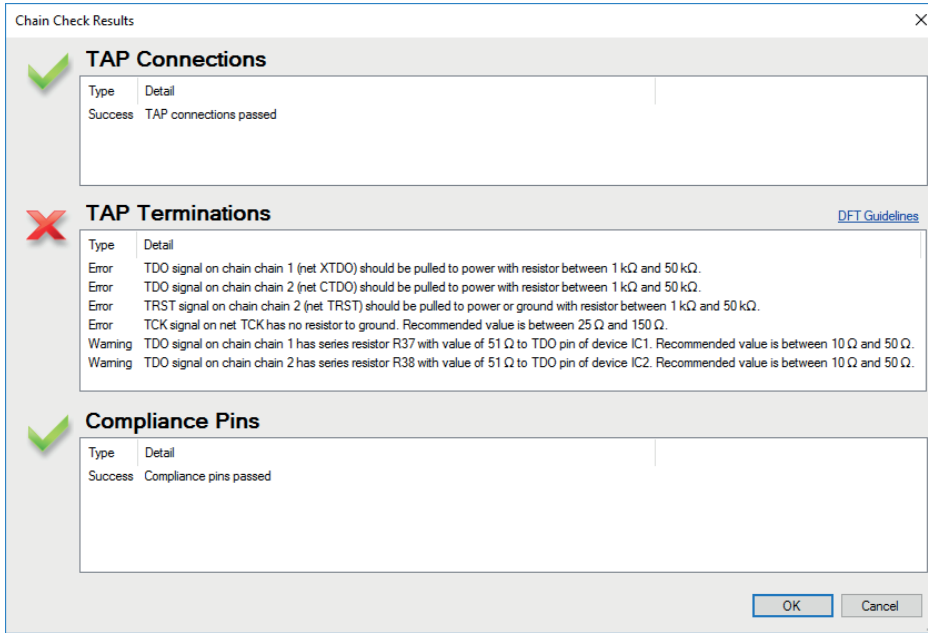 Chain Check Results
TAP Connections
Type Detail
Success TAP connections passed
TAP Terminations
DFT Guidelines
Type Detail
Error TDO signal on chain chain 1 (net XTDO) should be pulled to power with resistor between 1 kΩ and 50 kΩ.
Error TDO signal on chain chain 2 (net CTDO) should be pulled to power with resistor between 1 kΩ and 50 kΩ.
Error TRST signal on chain chain 2 (net TRST) should be pulled to power or ground with resistor between 1 kΩ and 50 kΩ.
Error TCK signal on net TCK has no resistor to ground. Recommended value is between 25 Ω and 150 Ω.
Warning TDO signal on chain chain 1 has series resistor R37 with value of 51 Ω to TDO pin of device IC1. Recommended value is between 10 Ω and 50 Ω.
Warning TDO signal on chain chain 2 has series resistor R38 with value of 51 Ω to TDO pin of device IC2. Recommended value is between 10 Ω and 50 Ω.
Compliance Pins
Type Detail
Success Compliance pins passed
OK Cancel